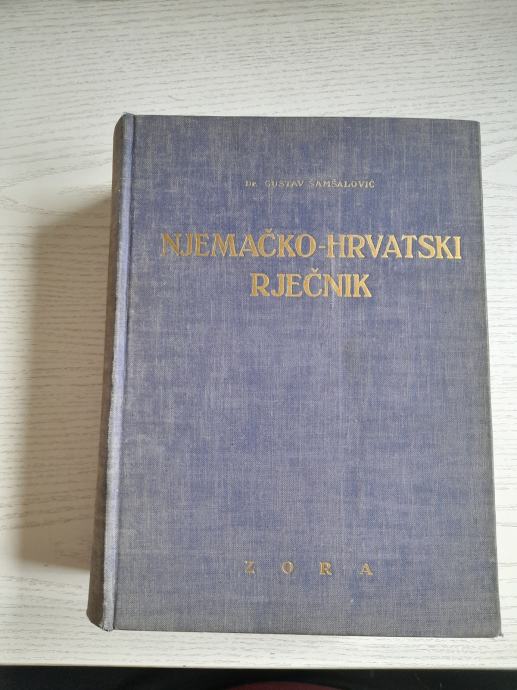 Dr. GUSTAV ŠAMŠALOVIĆ
NJEMAČKO-HRVATSKI
RJEČNIK
ZORA